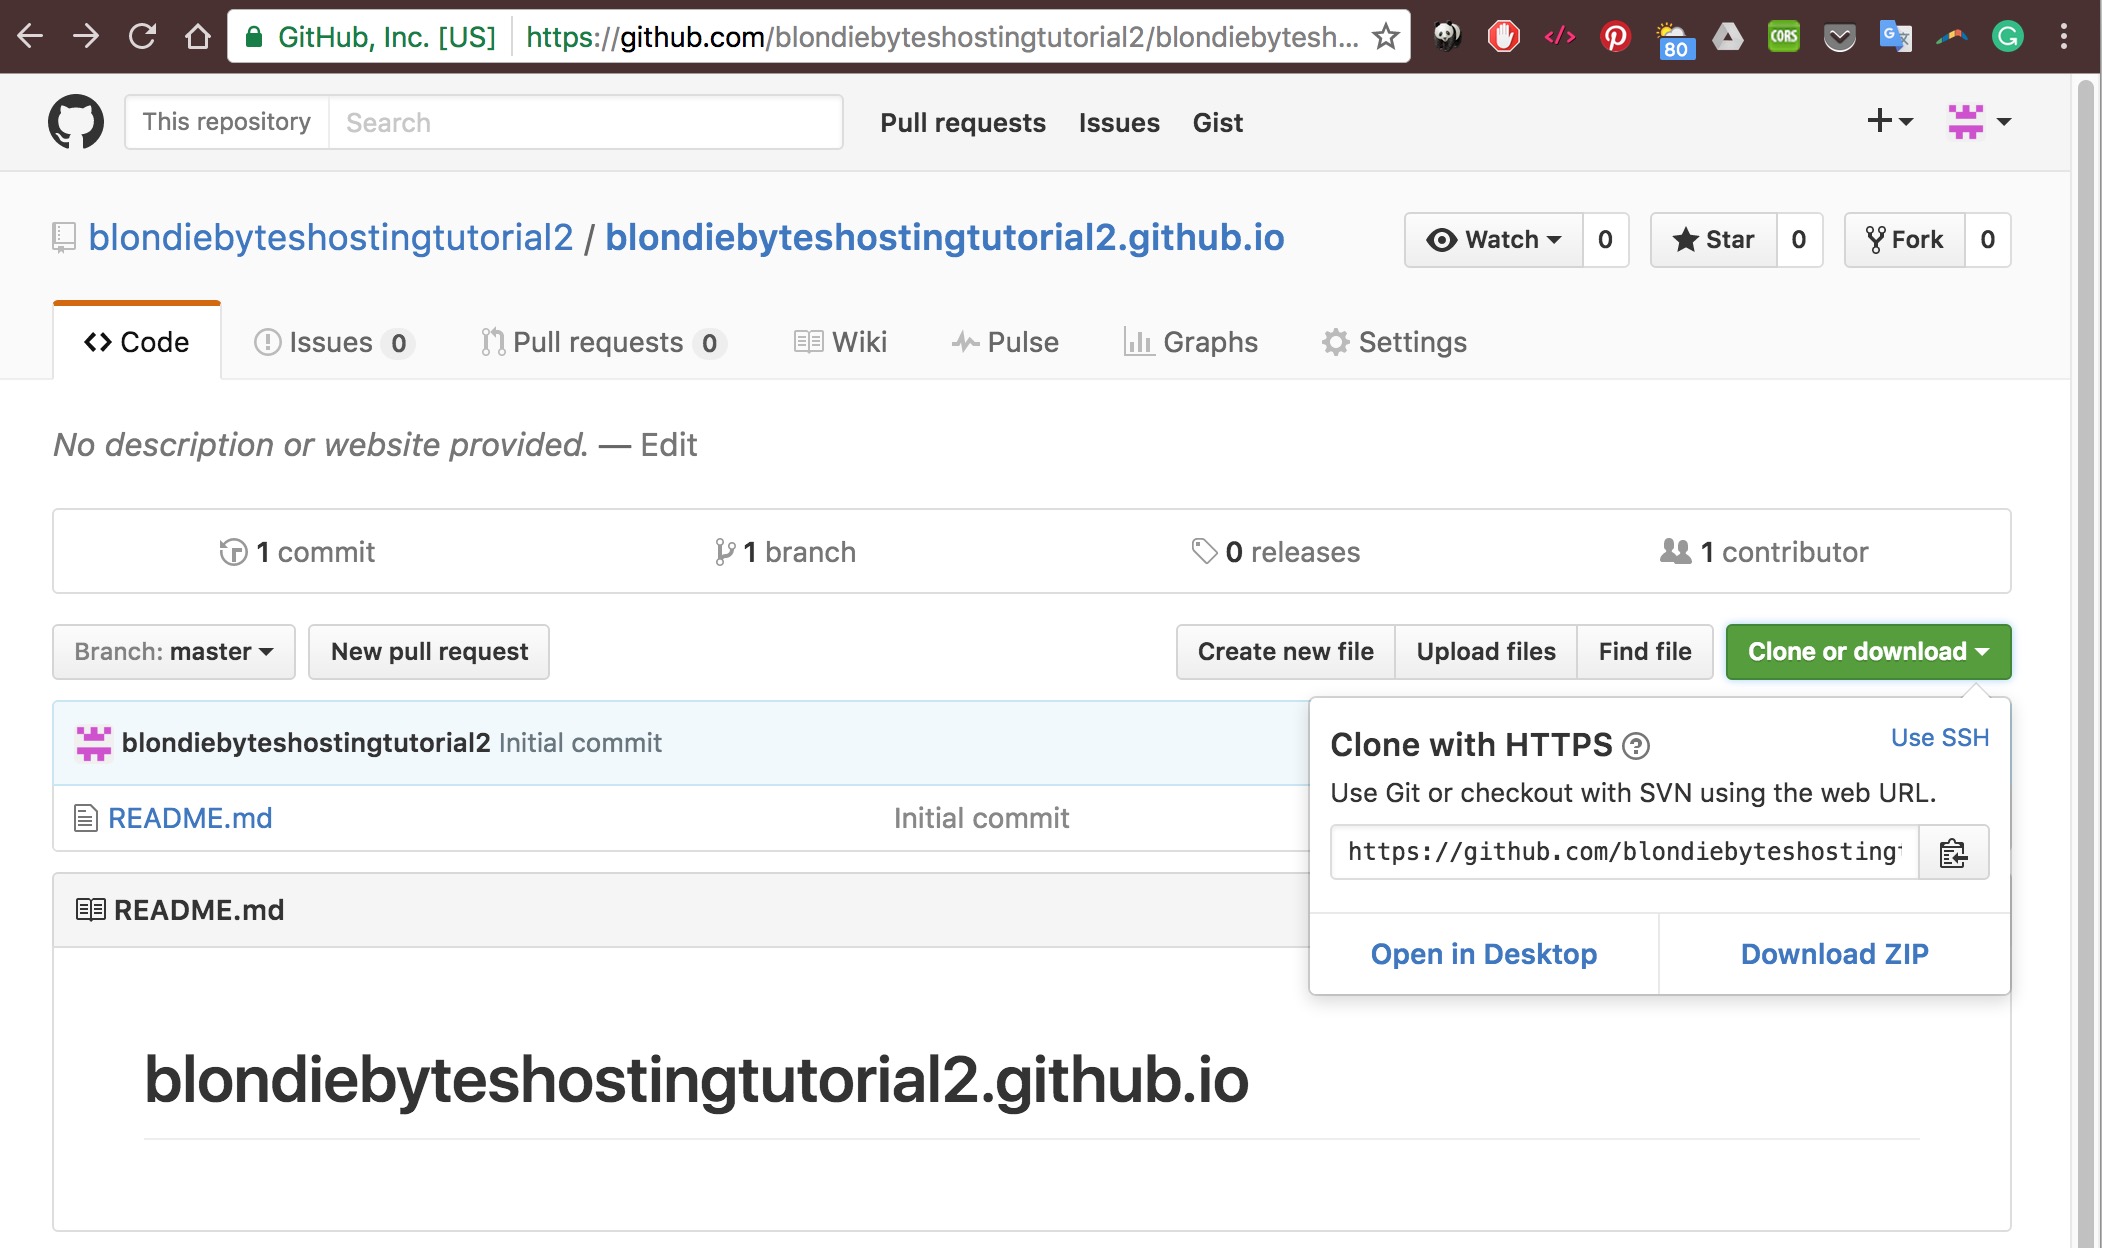 GitHub, Inc. [US] https://github.com/blondiebyteshostingtutorial2/blondiebytesh...
80 CORS
This repository Search Pull requests Issues Gist
blondiebyteshostingtutorial2 / blondiebyteshostingtutorial2.github.io Watch 0 Star 0 Fork 0
Code Issues 0 Pull requests 0 Wiki Pulse Graphs Settings
No description or website provided. — Edit
1 commit 1 branch 0 releases 1 contributor
Branch: master New pull request Create new file Upload files Find file Clone or download
blondiebyteshostingtutorial2 Initial commit
README.md Initial commit
Clone with HTTPS ? Use SSH
Use Git or checkout with SVN using the web URL.
https://github.com/blondiebyteshosting
Open in Desktop Download ZIP
README.md
blondiebyteshostingtutorial2.github.io